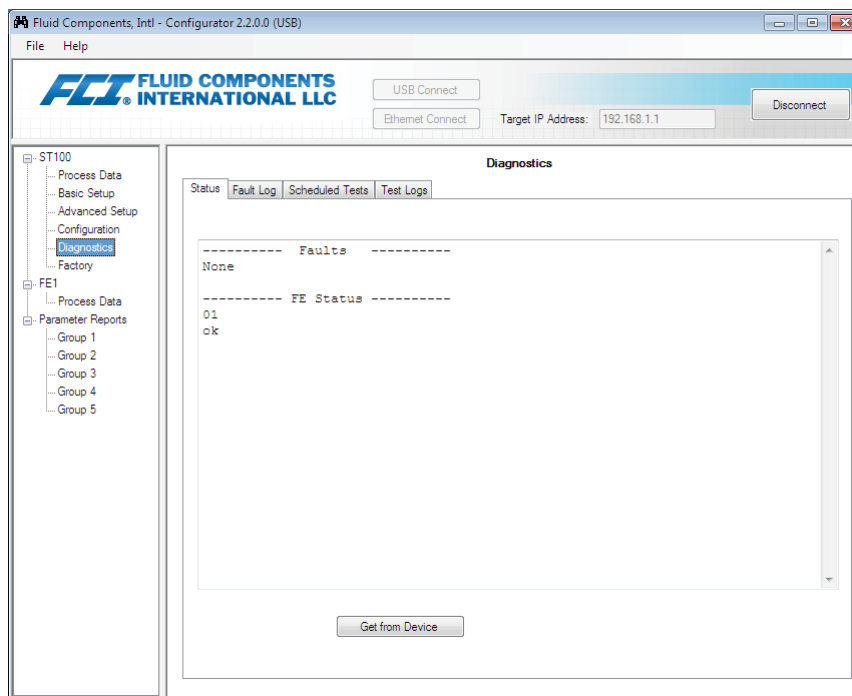 Fluid Components, Intl - Configurator 2.2.0.0 (USB)
File Help
FCI® FLUID COMPONENTS
INTERNATIONAL LLC
USB Connect
Ethernet Connect Target IP Address: 192.168.1.1
Disconnect
ST100
Process Data
Basic Setup
Advanced Setup
Configuration
Diagnostics
Factory
FE1
Process Data
Parameter Reports
Group 1
Group 2
Group 3
Group 4
Group 5
Diagnostics
Status Fault Log Scheduled Tests Test Logs
---------- Faults ----------
None
---------- FE Status ----------
01
ok
Get from Device